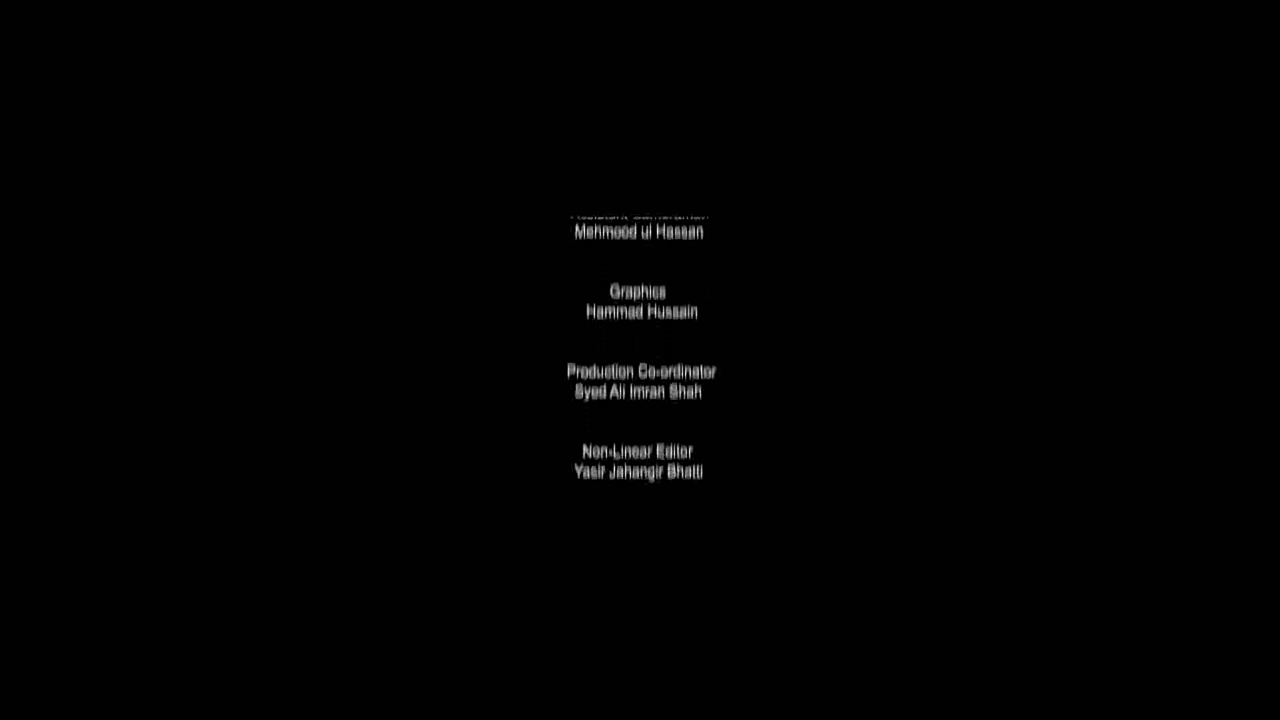 Mehmood ul Hassan
Graphics
Hammad Hussain
Production Co-ordinator
Syed Ali Imran Shah
Non-Linear Editor
Yasir Jahangir Bhatti